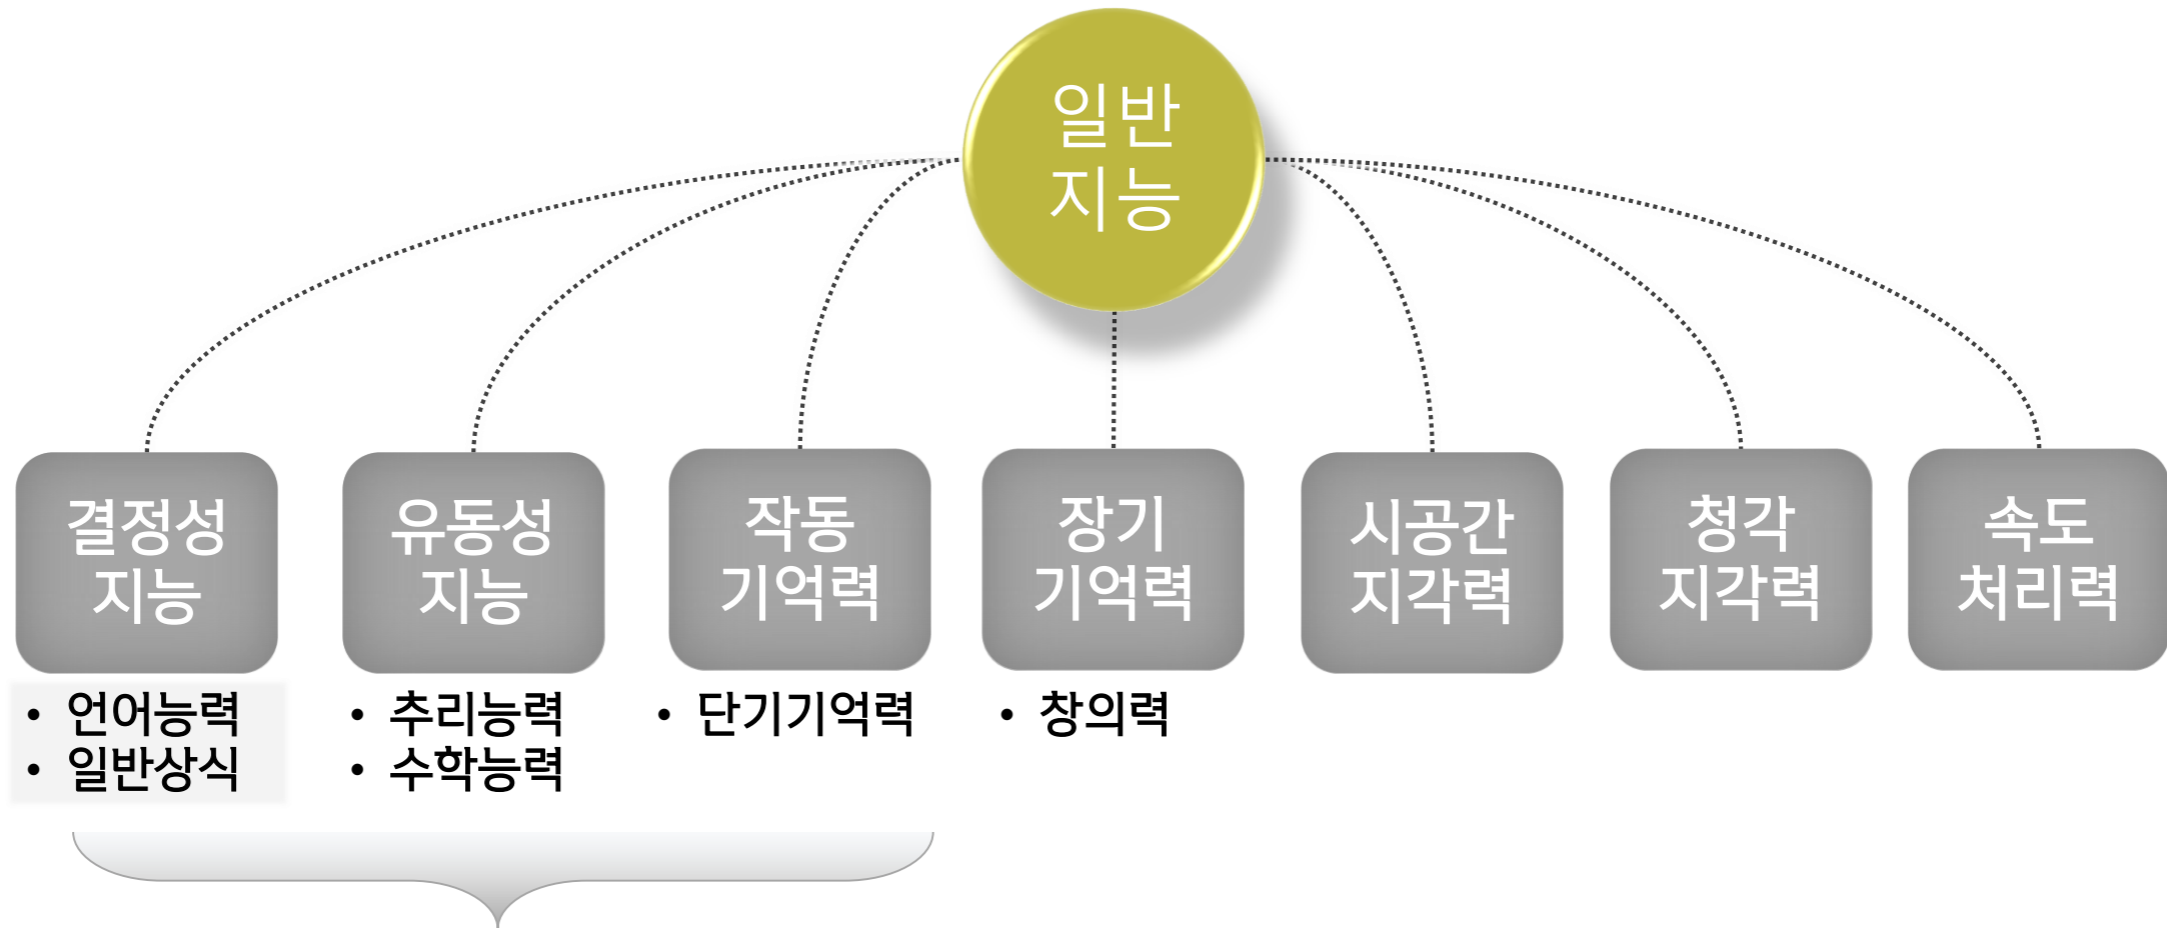 일반
지능
결정성
지능
유동성
지능
작동
기억력
장기
기억력
시공간
지각력
청각
지각력
속도
처리력
• 언어능력
• 일반상식
• 추리능력
• 수학능력
• 단기기억력
• 창의력